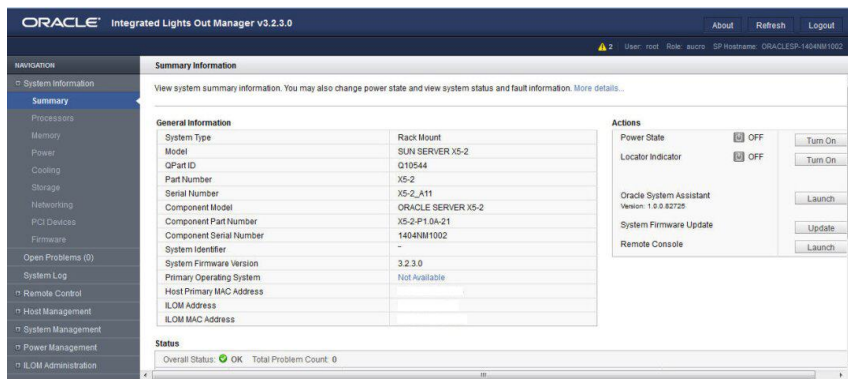 ORACLE® Integrated Lights Out Manager v3.2.3.0
About Refresh Logout
2 User: root Role: aucro SP Hostname: ORACLESP-1404NM1002
NAVIGATION
System Information
Summary
Processors
Memory
Power
Cooling
Storage
Networking
PCI Devices
Firmware
Open Problems (0)
System Log
Remote Control
Host Management
System Management
Power Management
ILOM Administration
Summary Information
View system summary information. You may also change power state and view system status and fault information. More details...
General Information
System Type Rack Mount
Model SUN SERVER X5-2
QPart ID Q10544
Part Number X5-2
Serial Number X5-2_A11
Component Model ORACLE SERVER X5-2
Component Part Number X5-2-P1.0A-21
Component Serial Number 1404NM1002
System Identifier -
System Firmware Version 3.2.3.0
Primary Operating System Not Available
Host Primary MAC Address
ILOM Address
ILOM MAC Address
Actions
Power State OFF Turn On
Locator Indicator OFF Turn On
Oracle System Assistant Launch
Version: 1.0.0.82725
System Firmware Update Update
Remote Console Launch
Status
Overall Status: OK Total Problem Count: 0